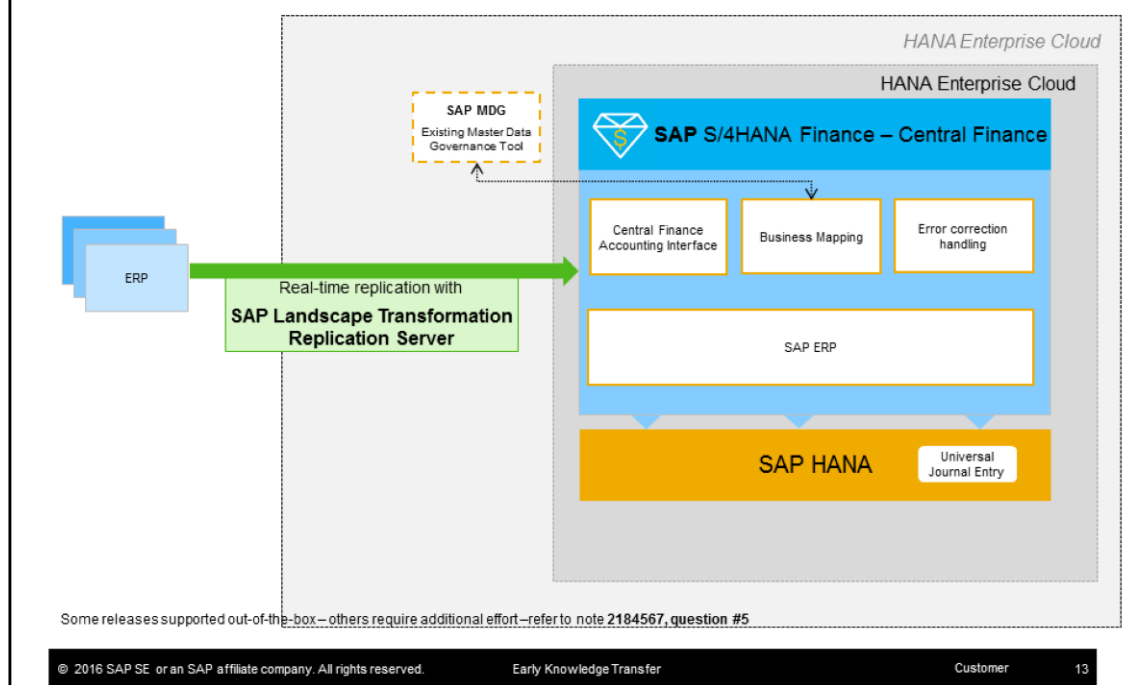 HANA Enterprise Cloud
HANA Enterprise Cloud
SAP MDG
Existing Master Data
Governance Tool
SAP S/4HANA Finance – Central Finance
Central Finance
Accounting Interface
Business Mapping
Error correction
handling
ERP
Real-time replication with
SAP Landscape Transformation
Replication Server
SAP ERP
SAP HANA
Universal
Journal Entry
Some releases supported out-of-the-box – others require additional effort –refer to note 2184567, question #5
© 2016 SAP SE or an SAP affiliate company. All rights reserved.
Early Knowledge Transfer
Customer
13
$